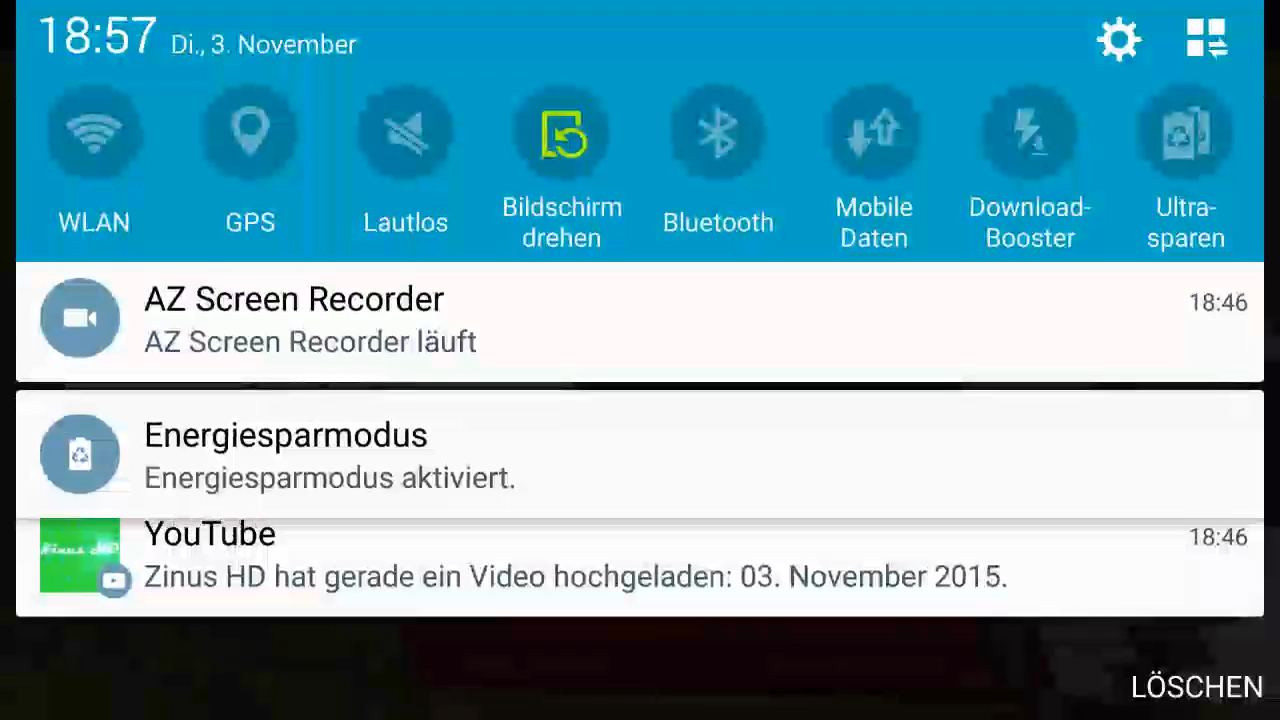 18:57 Di., 3. November
WLAN GPS Lautlos Bildschirm drehen Bluetooth Mobile Daten Download-Booster Ultra-sparen
AZ Screen Recorder 18:46
AZ Screen Recorder läuft
Energiesparmodus
Energiesparmodus aktiviert.
YouTube 18:46
Zinus HD
Zinus HD hat gerade ein Video hochgeladen: 03. November 2015.
LÖSCHEN